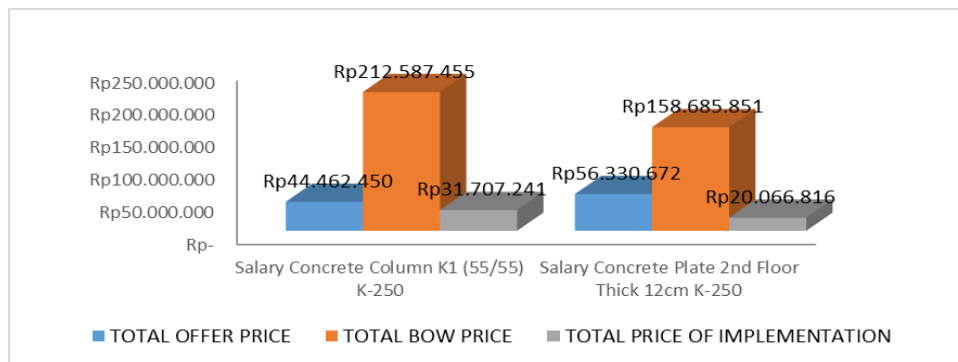 Rp250.000.000
Rp200.000.000
Rp150.000.000
Rp100.000.000
Rp50.000.000
Rp-
Rp212.587.455
Rp158.685.851
Rp44.462.450
Rp31.707.241
Rp56.330.672
Rp20.066.816
Salary Concrete Column K1 (55/55)
K-250
Salary Concrete Plate 2nd Floor
Thick 12cm K-250
TOTAL OFFER PRICE
TOTAL BOW PRICE
TOTAL PRICE OF IMPLEMENTATION